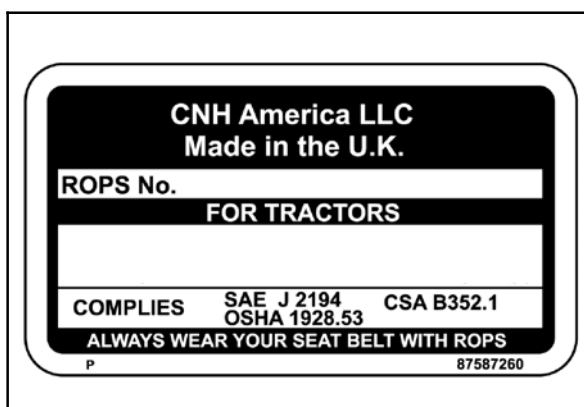 CNH America LLC
Made in the U.K.
ROPS No.
FOR TRACTORS
COMPLIES SAE J 2194 CSA B352.1
OSHA 1928.53
ALWAYS WEAR YOUR SEAT BELT WITH ROPS
P 87587260